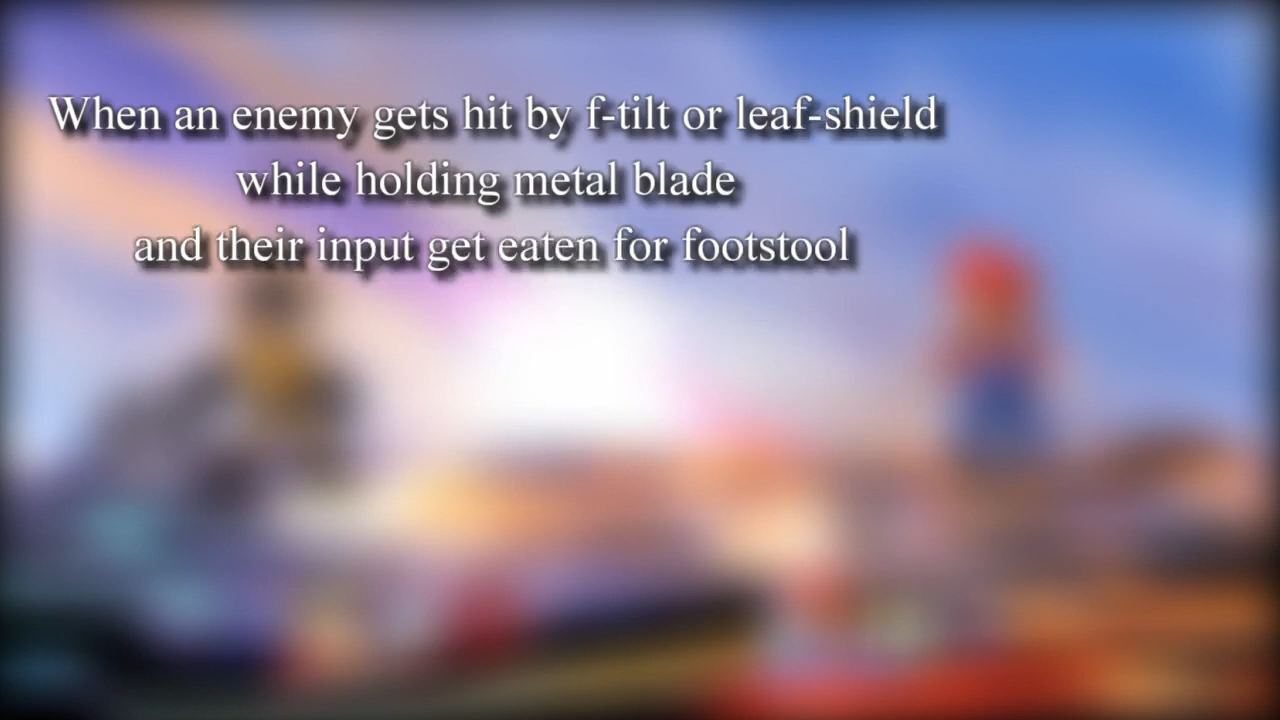 When an enemy gets hit by f-tilt or leaf-shield
while holding metal blade
and their input get eaten for footstool